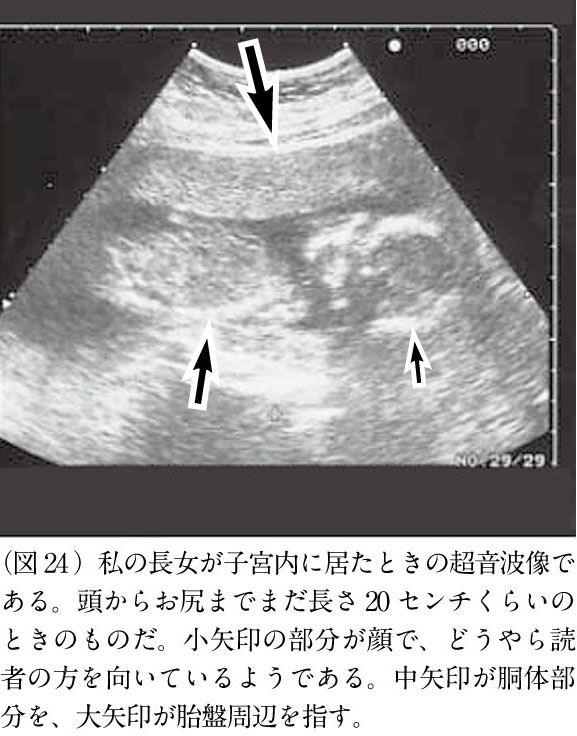 000
NO. 29/29
（図24）私の長女が子宮内に居たときの超音波像で
ある。頭からお尻までまだ長さ20センチくらいの
ときのものだ。小矢印の部分が顔で、どうやら読
者の方を向いているようである。中矢印が胴体部
分を、大矢印が胎盤周辺を指す。